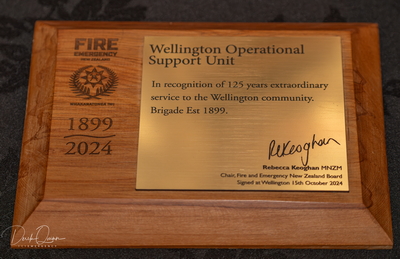 FIRE
EMERGENCY
NEW ZEALAND
1899
2024
Wellington Operational
Support Unit
In recognition of 125 years extraordinary
service to the Wellington community.
Brigade Est 1899.
RKeoghan
Rebecca Keoghan MNZM
Chair, Fire and Emergency New Zealand Board
Signed at Wellington 15th October 2024